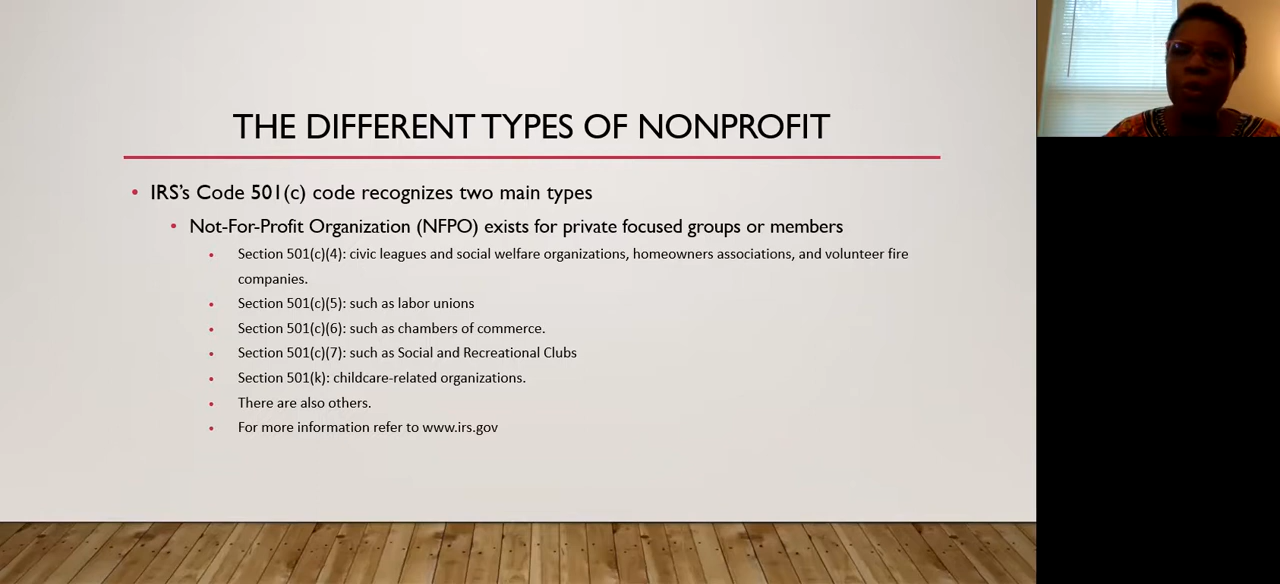 THE DIFFERENT TYPES OF NONPROFIT
• IRS's Code 501(c) code recognizes two main types
• Not-For-Profit Organization (NFPO) exists for private focused groups or members
• Section 501(c)(4): civic leagues and social welfare organizations, homeowners associations, and volunteer fire
companies.
• Section 501(c)(5): such as labor unions
• Section 501(c)(6): such as chambers of commerce.
• Section 501(c)(7): such as Social and Recreational Clubs
• Section 501(k): childcare-related organizations.
• There are also others.
• For more information refer to www.irs.gov